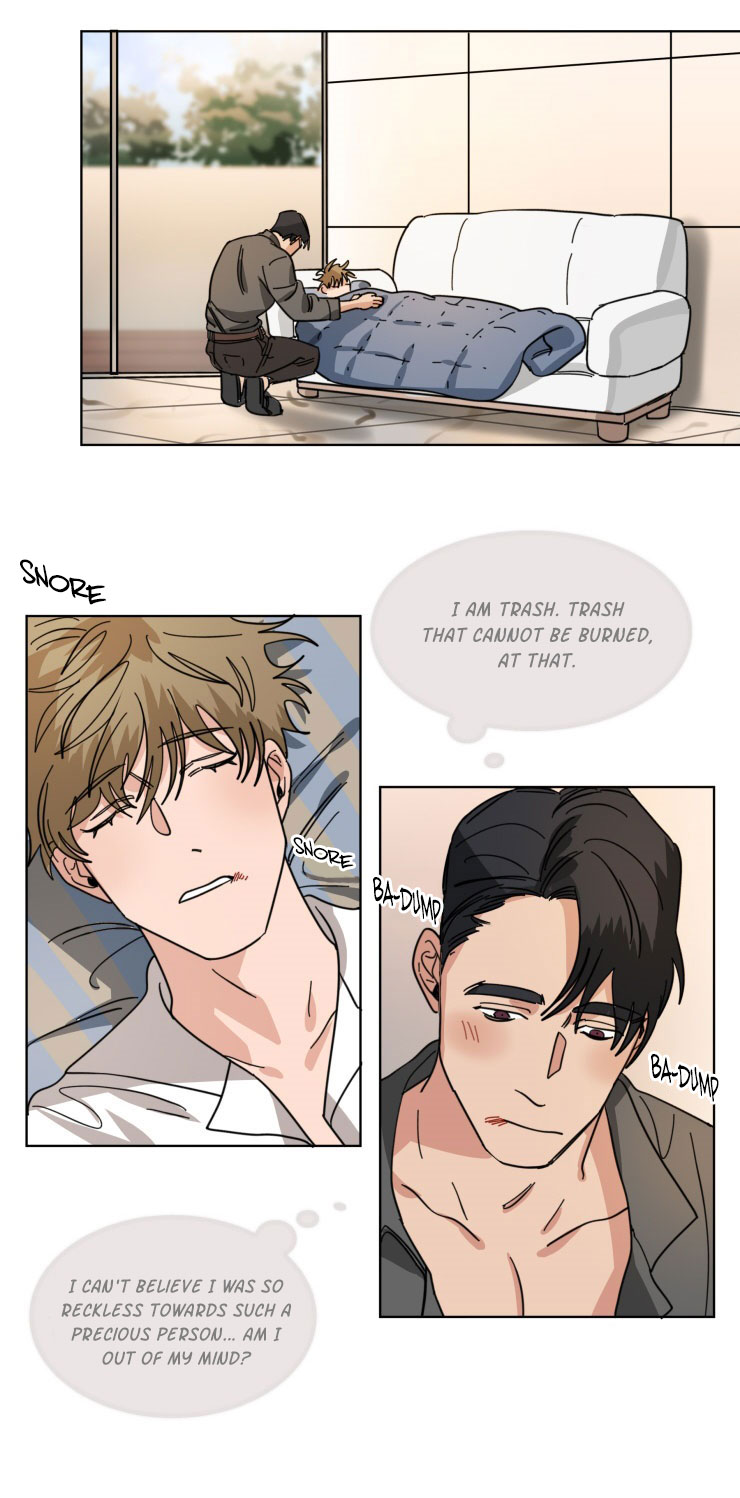 SNORE
I AM TRASH. TRASH
THAT CANNOT BE BURNED,
AT THAT.
SNORE
BA-DUMP
BA-DUMP
I CAN'T BELIEVE I WAS SO
RECKLESS TOWARDS SUCH A
PRECIOUS PERSON... AM I
OUT OF MY MIND?